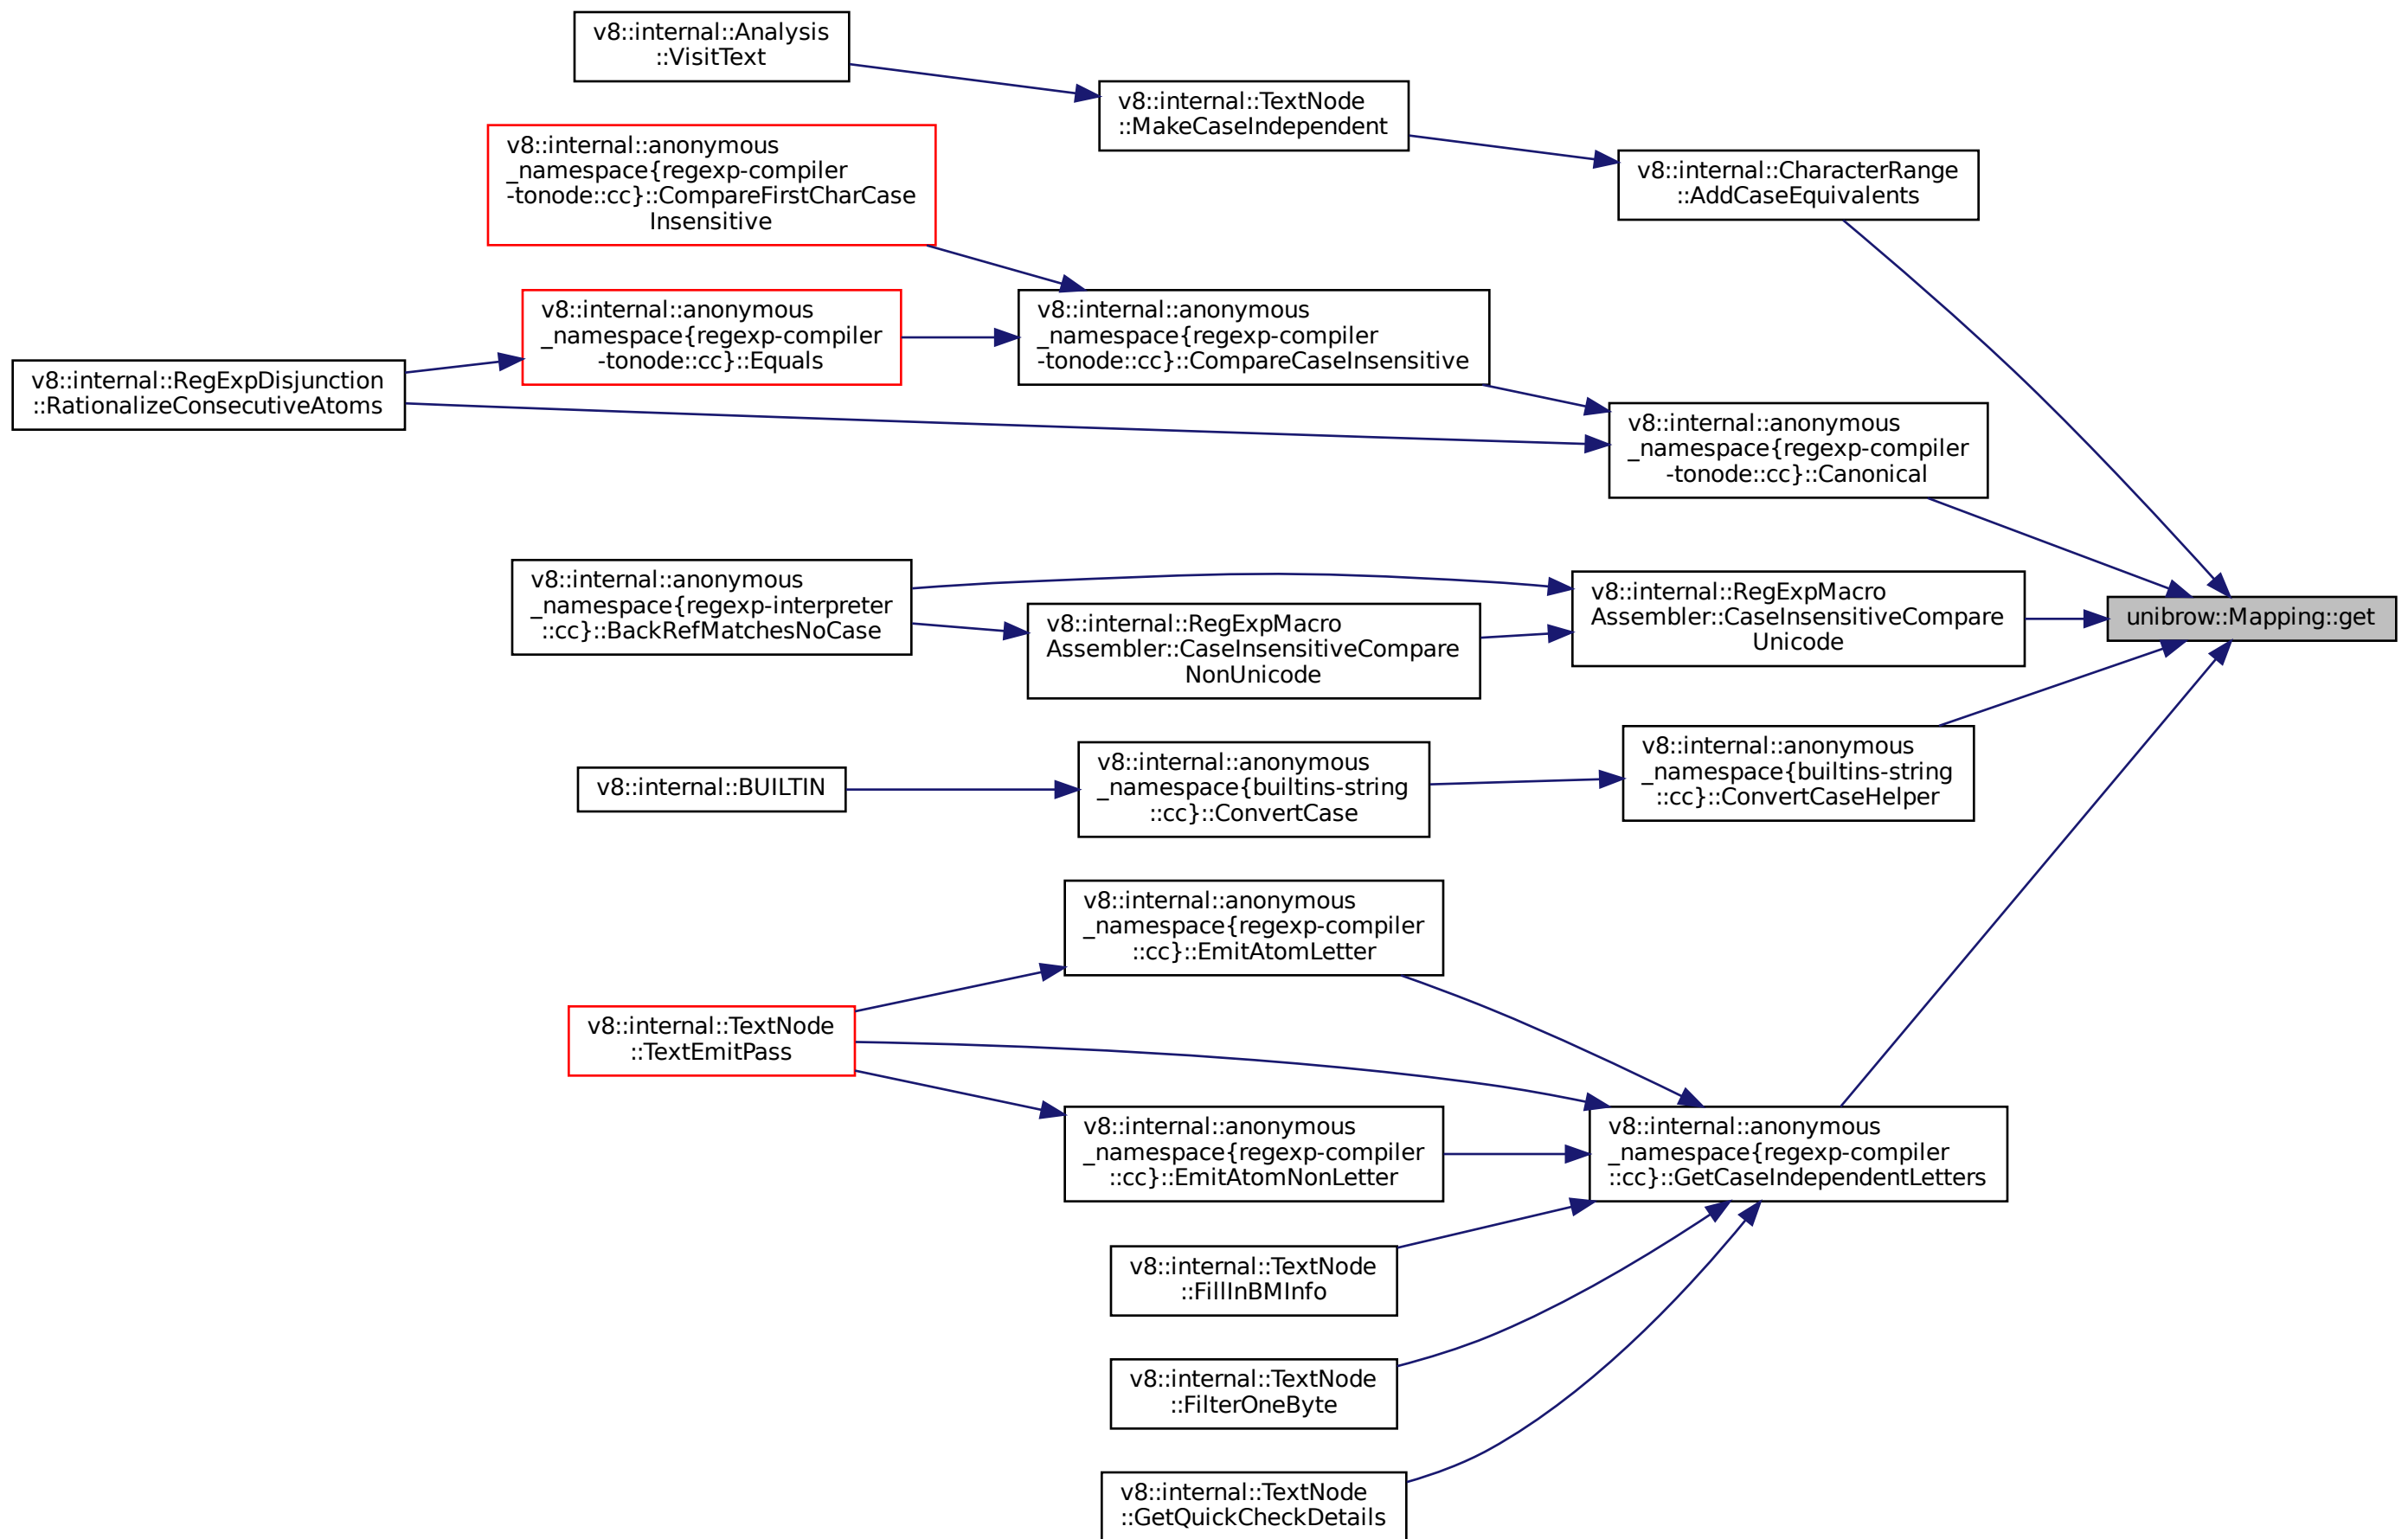 v8::internal::Analysis
::VisitText
v8::internal::TextNode
::MakeCaseIndependent
v8::internal::anonymous
_namespace{regexp-compiler
-tonode::cc}::CompareFirstCharCase
Insensitive
v8::internal::CharacterRange
::AddCaseEquivalents
v8::internal::anonymous
_namespace{regexp-compiler
-tonode::cc}::Equals
v8::internal::anonymous
_namespace{regexp-compiler
-tonode::cc}::CompareCaseInsensitive
v8::internal::RegExpDisjunction
::RationalizeConsecutiveAtoms
v8::internal::anonymous
_namespace{regexp-compiler
-tonode::cc}::Canonical
v8::internal::anonymous
_namespace{regexp-interpreter
::cc}::BackRefMatchesNoCase
v8::internal::RegExpMacro
Assembler::CaseInsensitiveCompare
NonUnicode
v8::internal::RegExpMacro
Assembler::CaseInsensitiveCompare
Unicode
unibrow::Mapping::get
v8::internal::BUILTIN
v8::internal::anonymous
_namespace{builtins-string
::cc}::ConvertCase
v8::internal::anonymous
_namespace{builtins-string
::cc}::ConvertCaseHelper
v8::internal::anonymous
_namespace{regexp-compiler
::cc}::EmitAtomLetter
v8::internal::TextNode
::TextEmitPass
v8::internal::anonymous
_namespace{regexp-compiler
::cc}::EmitAtomNonLetter
v8::internal::anonymous
_namespace{regexp-compiler
::cc}::GetCaseIndependentLetters
v8::internal::TextNode
::FillInBMInfo
v8::internal::TextNode
::FilterOneByte
v8::internal::TextNode
::GetQuickCheckDetails